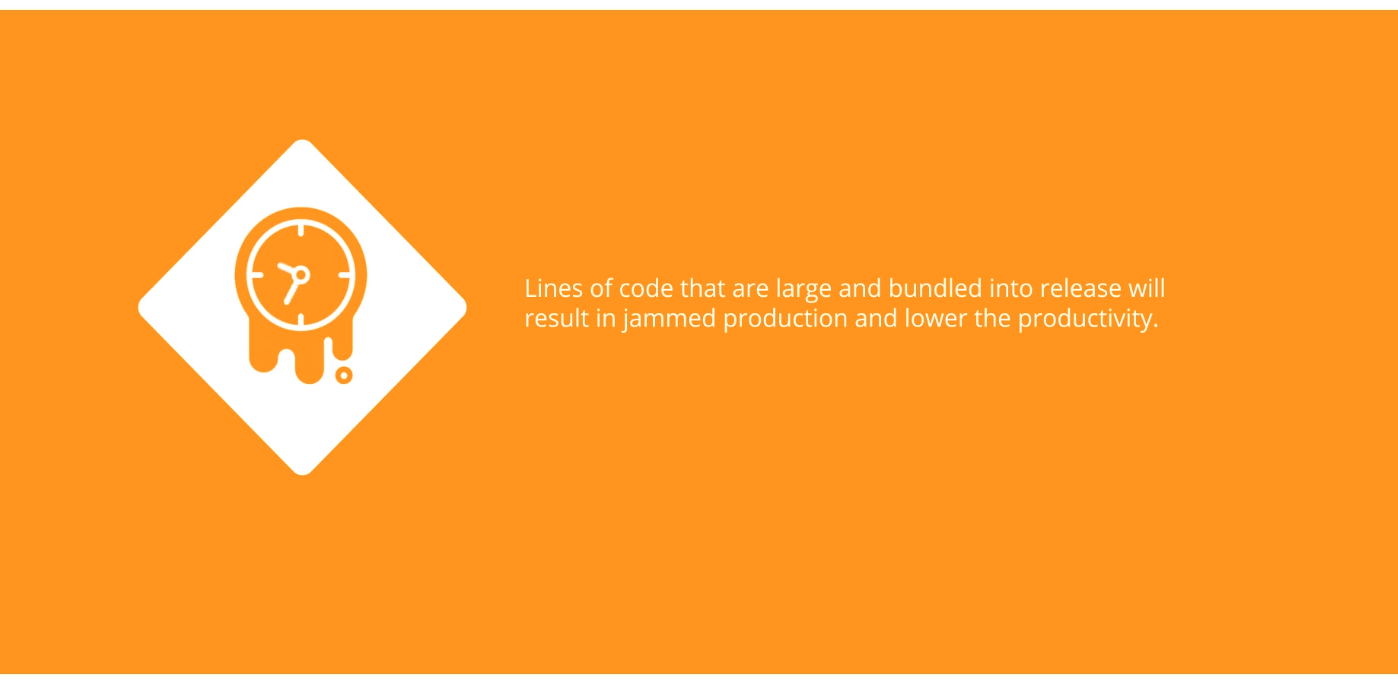 Lines of code that are large and bundled into release will
result in jammed production and lower the productivity.